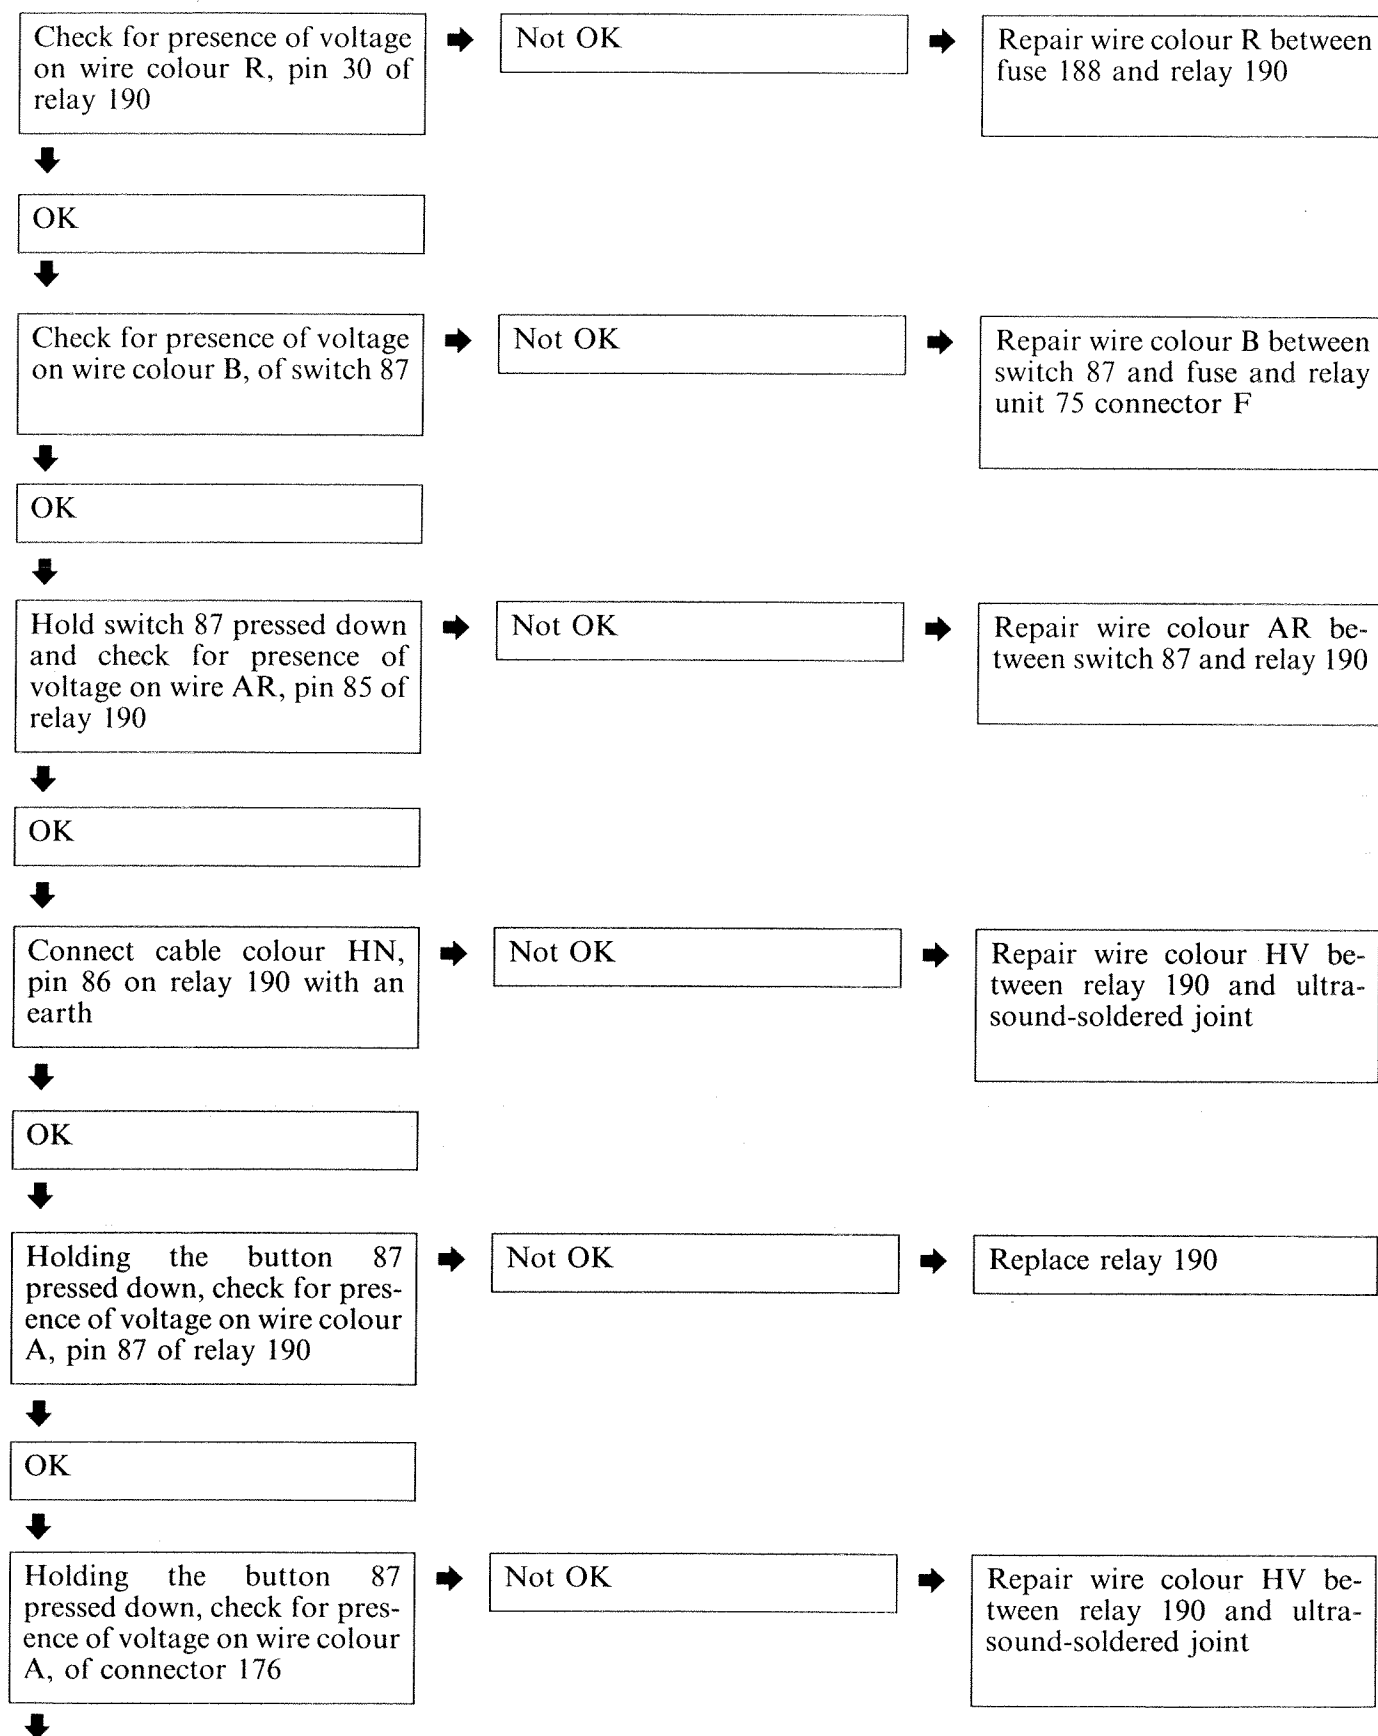 Check for presence of voltage
on wire colour R, pin 30 of
relay 190
Not OK
Repair wire colour R between
fuse 188 and relay 190
OK
Check for presence of voltage
on wire colour B, of switch 87
Not OK
Repair wire colour B between
switch 87 and fuse and relay
unit 75 connector F
OK
Hold switch 87 pressed down
and check for presence of
voltage on wire AR, pin 85 of
relay 190
Not OK
Repair wire colour AR be-
tween switch 87 and relay 190
OK
Connect cable colour HN,
pin 86 on relay 190 with an
earth
Not OK
Repair wire colour HV be-
tween relay 190 and ultra-
sound-soldered joint
OK
Holding the button 87
pressed down, check for pres-
ence of voltage on wire colour
A, pin 87 of relay 190
Not OK
Replace relay 190
OK
Holding the button 87
pressed down, check for pres-
ence of voltage on wire colour
A, of connector 176
Not OK
Repair wire colour HV be-
tween relay 190 and ultra-
sound-soldered joint